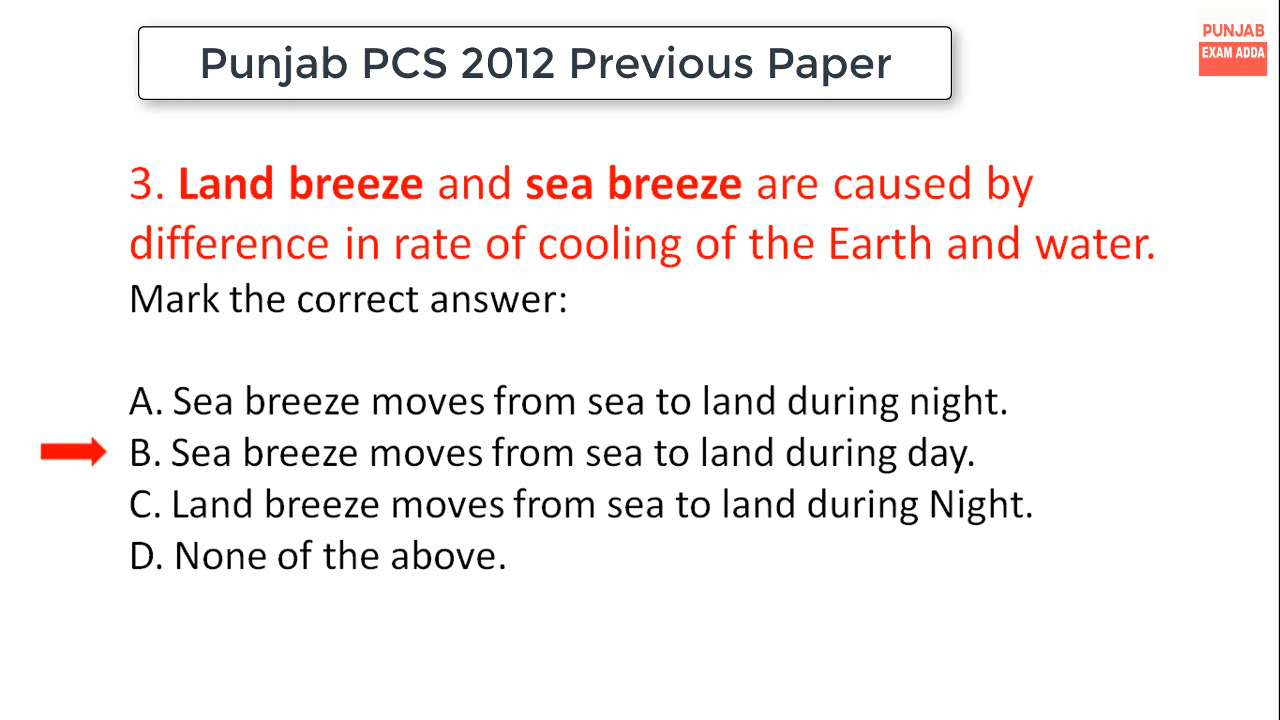 Punjab PCS 2012 Previous Paper
PUNJAB
EXAM ADDA
3. Land breeze and sea breeze are caused by
difference in rate of cooling of the Earth and water.
Mark the correct answer:
A. Sea breeze moves from sea to land during night.
B. Sea breeze moves from sea to land during day.
C. Land breeze moves from sea to land during Night.
D. None of the above.